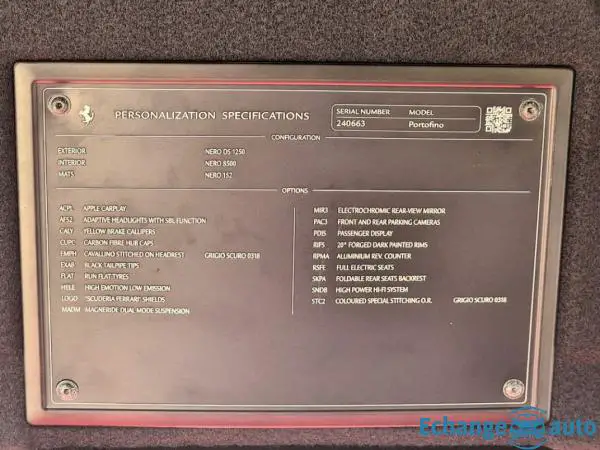 PERSONALIZATION SPECIFICATIONS
SERIAL NUMBER MODEL
240663 Portofino
CONFIGURATION
EXTERIOR NERO DS 1250
INTERIOR NERO 8500
MATS NERO 152
OPTIONS
ACPL APPLE CARPLAY
AFS2 ADAPTIVE HEADLIGHTS WITH SBL FUNCTION
CALY YELLOW BRAKE CALLIPERS
CUPC CARBON FIBRE HUB CAPS
EMPH CAVALLINO STITCHED ON HEADREST GRIGIO SCURO 0318
EXAB BLACK TAILPIPE TIPS
FLAT RUN FLAT TYRES
HELE HIGH EMOTION LOW EMISSION
LOGO "SCUDERIA FERRARI" SHIELDS
MADM MAGNERIDE DUAL MODE SUSPENSION
MIR3 ELECTROCHROMIC REAR-VIEW MIRROR
PAC3 FRONT AND REAR PARKING CAMERAS
PDIS PASSENGER DISPLAY
RIF5 20" FORGED DARK PAINTED RIMS
RPMA ALUMINIUM REV. COUNTER
RSFE FULL ELECTRIC SEATS
SKPA FOLDABLE REAR SEATS BACKREST
SNDB HIGH POWER HI-FI SYSTEM
STC2 COLOURED SPECIAL STITCHING O.R. GRIGIO SCURO 0318
Echange auto